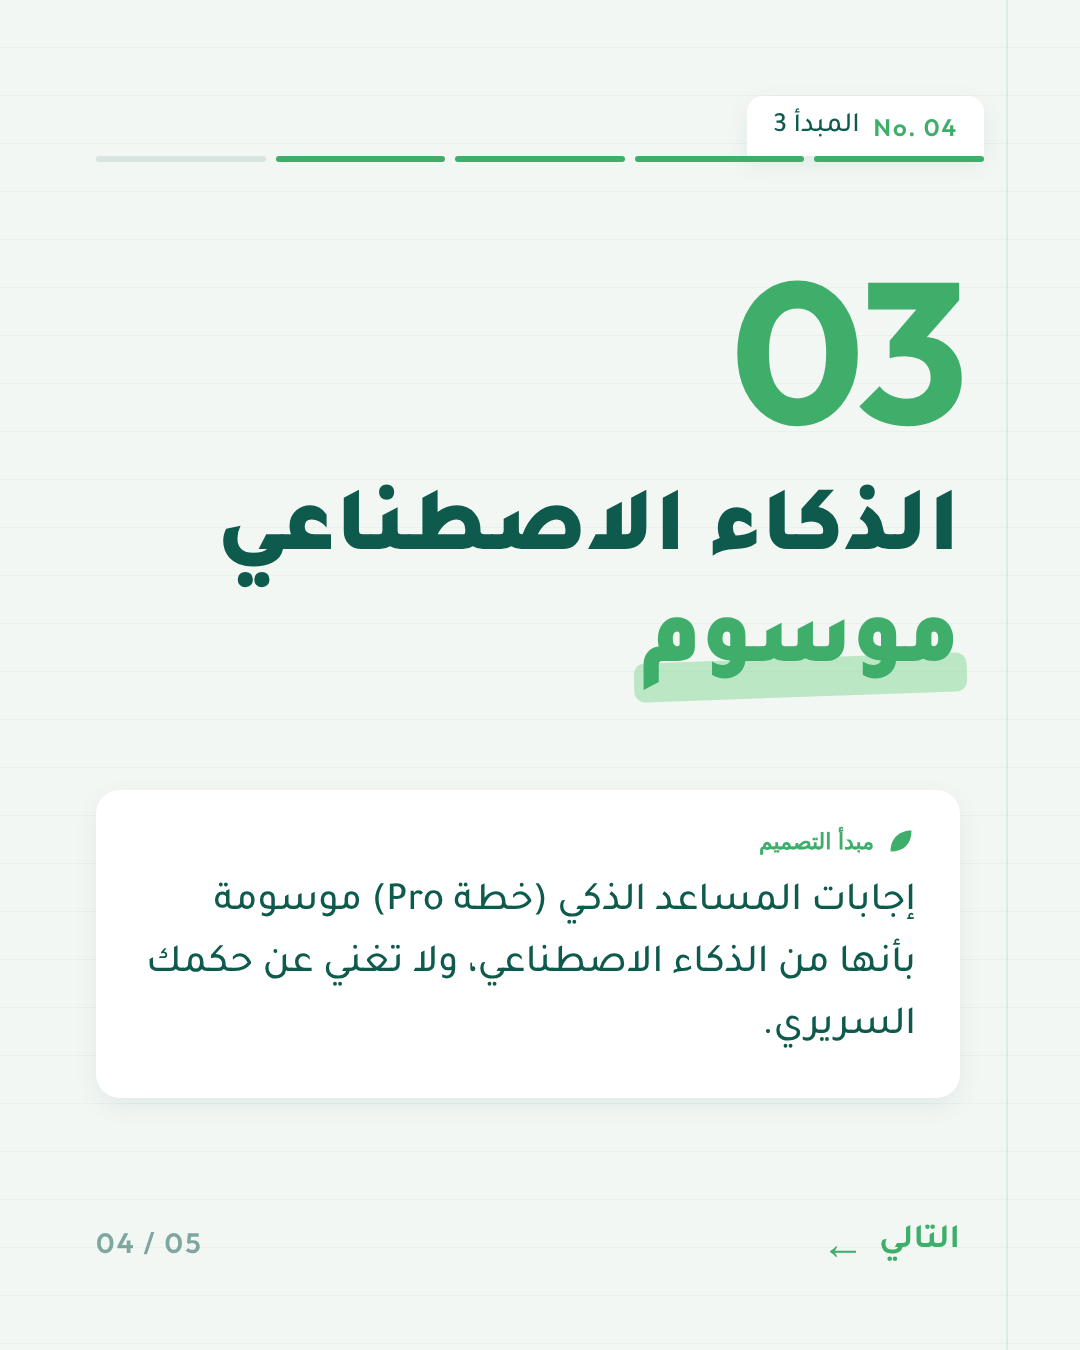 No. 04 المبدأ 3
03
الذكاء الاصطناعي
موسوم
مبدأ التصميم
إجابات المساعد الذكي (خطة Pro) موسومة
بأنها من الذكاء الاصطناعي، ولا تغني عن حكمك
السريري.
التالي ←
04 / 05